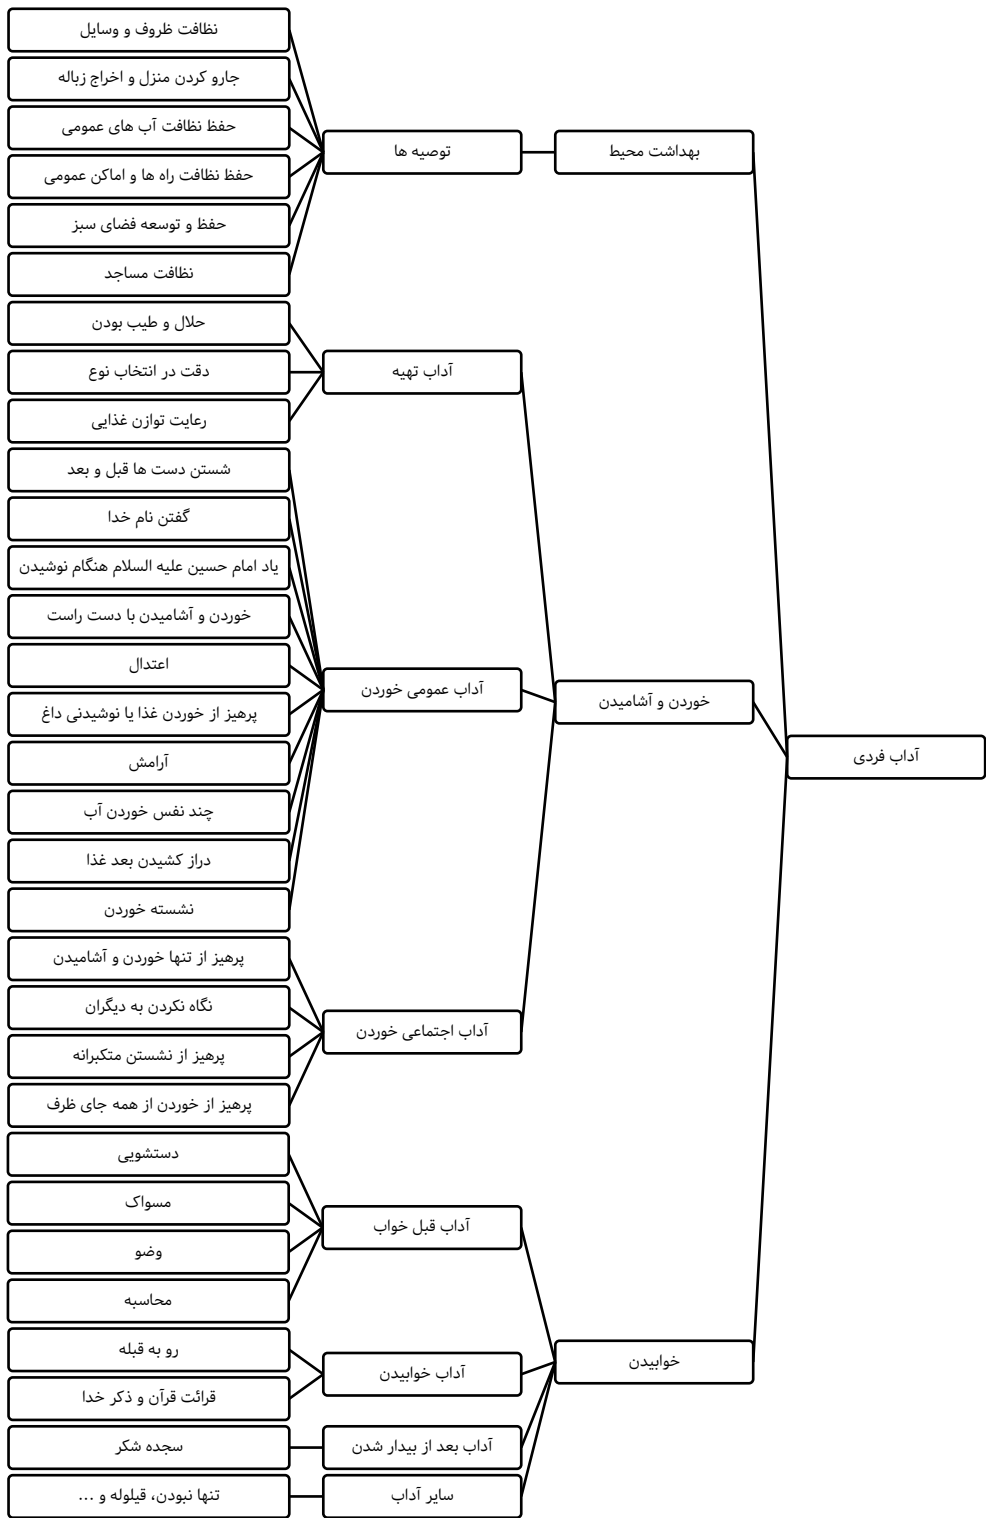 آداب فردی
بهداشت محیط
توصیه ها
نظافت ظروف و وسایل
جارو کردن منزل و اخراج زباله
حفظ نظافت آب های عمومی
حفظ نظافت راه ها و اماکن عمومی
حفظ و توسعه فضای سبز
نظافت مساجد
خوردن و آشامیدن
آداب تهیه
حلال و طیب بودن
دقت در انتخاب نوع
رعایت توازن غذایی
آداب عمومی خوردن
شستن دست ها قبل و بعد
گفتن نام خدا
یاد امام حسین علیه السلام هنگام نوشیدن
خوردن و آشامیدن با دست راست
اعتدال
پرهیز از خوردن غذا یا نوشیدنی داغ
آرامش
چند نفس خوردن آب
دراز کشیدن بعد غذا
نشسته خوردن
آداب اجتماعی خوردن
پرهیز از تنها خوردن و آشامیدن
نگاه نکردن به دیگران
پرهیز از نشستن متکبرانه
پرهیز از خوردن از همه جای ظرف
خوابیدن
آداب قبل خواب
دستشویی
مسواک
وضو
محاسبه
آداب خوابیدن
رو به قبله
قرائت قرآن و ذکر خدا
آداب بعد از بیدار شدن
سجده شکر
سایر آداب
تنها نبودن، قیلوله و ...